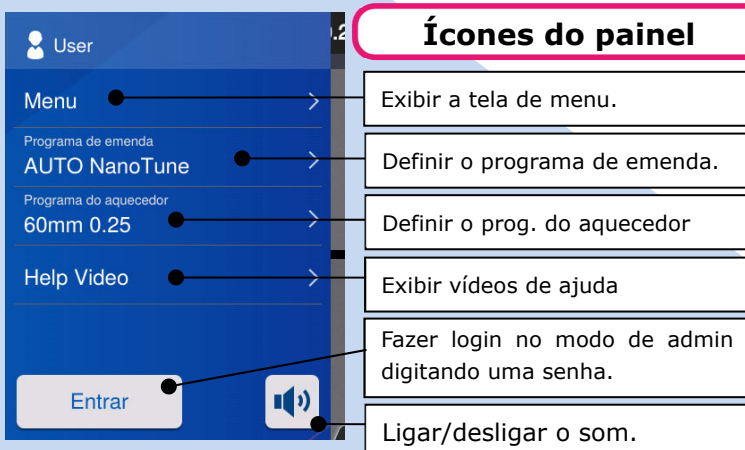 User
Menu
Programa de emenda
AUTO NanoTune
Programa do aquecedor
60mm 0.25
Help Video
Entrar
Ícones do painel
Exibir a tela de menu.
Definir o programa de emenda.
Definir o prog. do aquecedor
Exibir vídeos de ajuda
Fazer login no modo de admin
digitando uma senha.
Ligar/desligar o som.